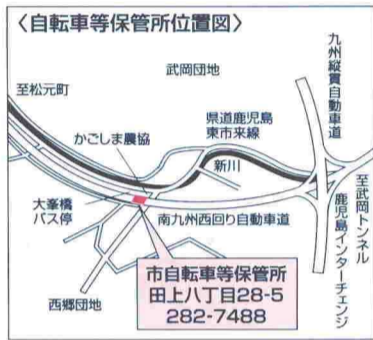 〈自転車等保管所位置図〉
武岡団地
九州縦貫自動車道
至松元町
県道鹿児島
東市来線
かごしま農協
新川
大峯橋
バス停
南九州西回り自動車道
至武岡トンネル
鹿児島インターチェンジ
市自転車等保管所
田上八丁目28-5
282-7488
西郷団地